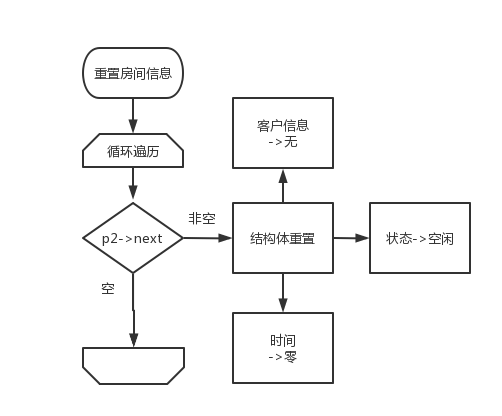 重置房间信息
循环遍历
p2->next
非空
空
结构体重置
客户信息
->无
状态->空闲
时间
->零